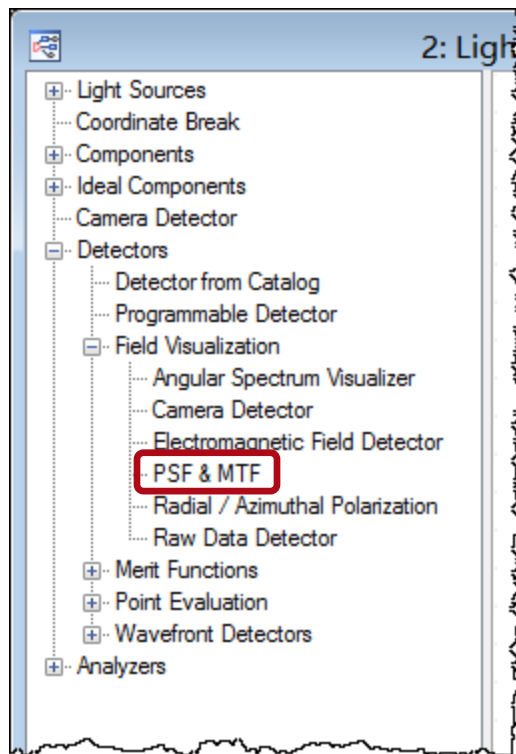 2: Ligh
Light Sources
Coordinate Break
Components
Ideal Components
Camera Detector
Detectors
Detector from Catalog
Programmable Detector
Field Visualization
Angular Spectrum Visualizer
Camera Detector
Electromagnetic Field Detector
PSF & MTF
Radial / Azimuthal Polarization
Raw Data Detector
Merit Functions
Point Evaluation
Wavefront Detectors
Analyzers